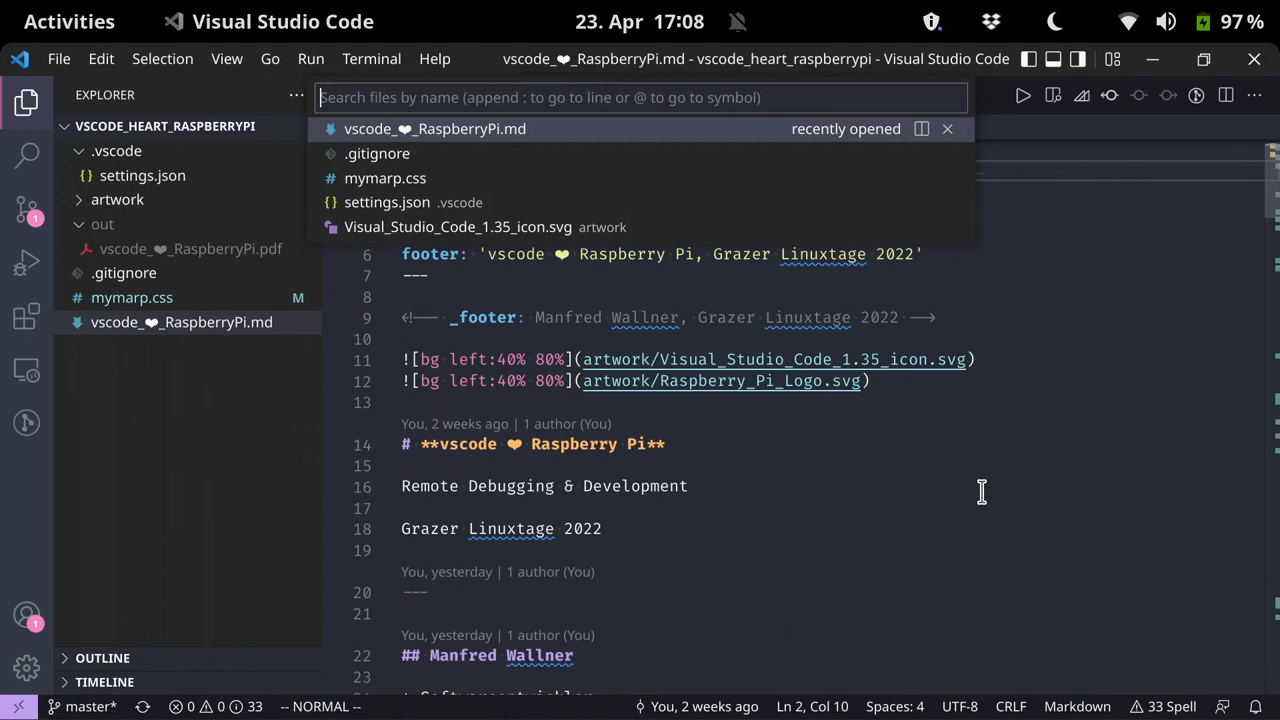 Activities Visual Studio Code 23. Apr 17:08 97 %
File Edit Selection View Go Run Terminal Help vscode_❤_RaspberryPi.md - vscode_heart_raspberrypi - Visual Studio Code
EXPLORER
Search files by name (append : to go to line or @ to go to symbol)
VSCODE_HEART_RASPBERRYPI
vscode_❤_RaspberryPi.md recently opened
.vscode
.gitignore
{} settings.json
mymarp.css
artwork
{} settings.json .vscode
out
Visual_Studio_Code_1.35_icon.svg artwork
vscode_❤_RaspberryPi.pdf
6 footer: 'vscode ❤ Raspberry Pi, Grazer Linuxtage 2022'
.gitignore
7 ---
# mymarp.css M
8
vscode_❤_RaspberryPi.md
9 <!-- _footer: Manfred Wallner, Grazer Linuxtage 2022 -->
10
11 ![bg left:40% 80%](artwork/Visual_Studio_Code_1.35_icon.svg)
12 ![bg left:40% 80%](artwork/Raspberry_Pi_Logo.svg)
13
You, 2 weeks ago | 1 author (You)
14 # **vscode ❤ Raspberry Pi**
15
16 Remote Debugging & Development
17
18 Grazer Linuxtage 2022
19
You, yesterday | 1 author (You)
20 ---
21
You, yesterday | 1 author (You)
22 ## Manfred Wallner
23
1
1
OUTLINE
TIMELINE
master* 0 0 33 -- NORMAL -- You, 2 weeks ago Ln 2, Col 10 Spaces: 4 UTF-8 CRLF Markdown 33 Spell